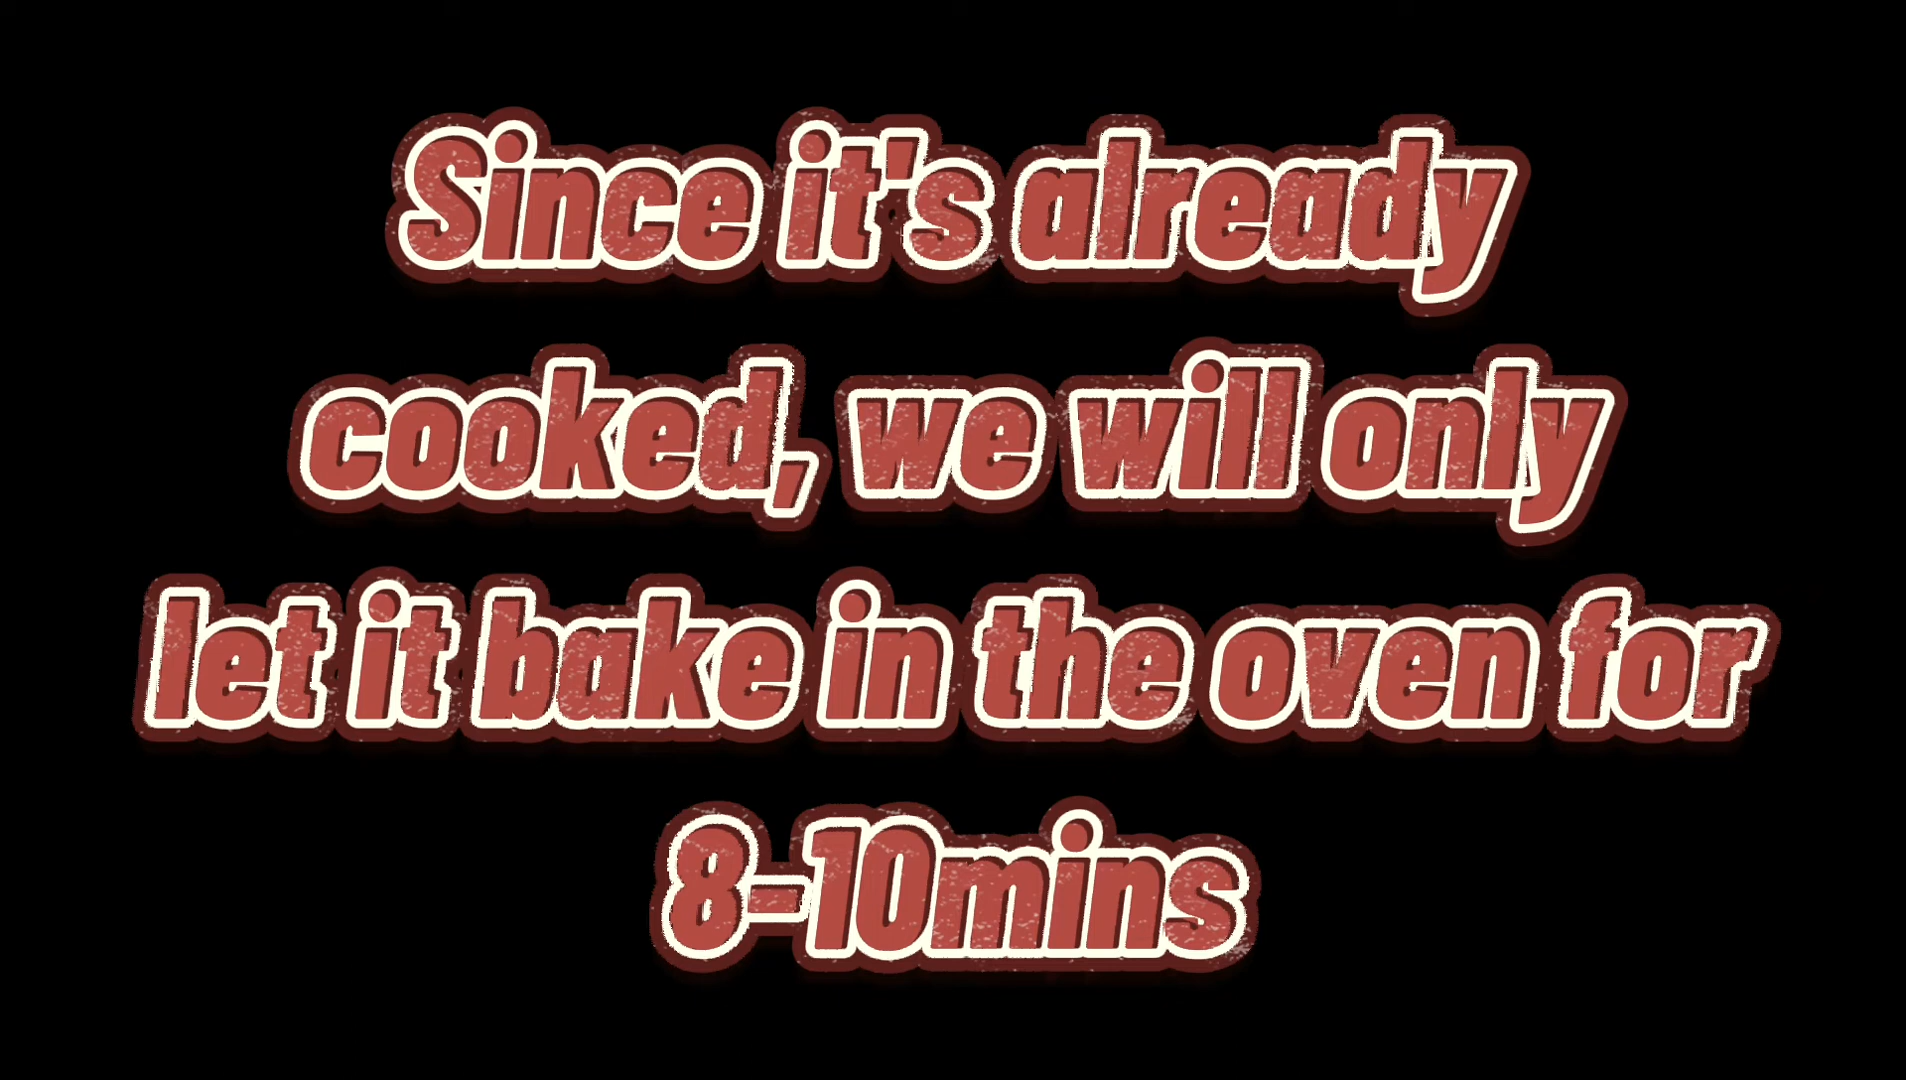 Since it's already
cooked, we will only
let it bake in the oven for
8-10mins